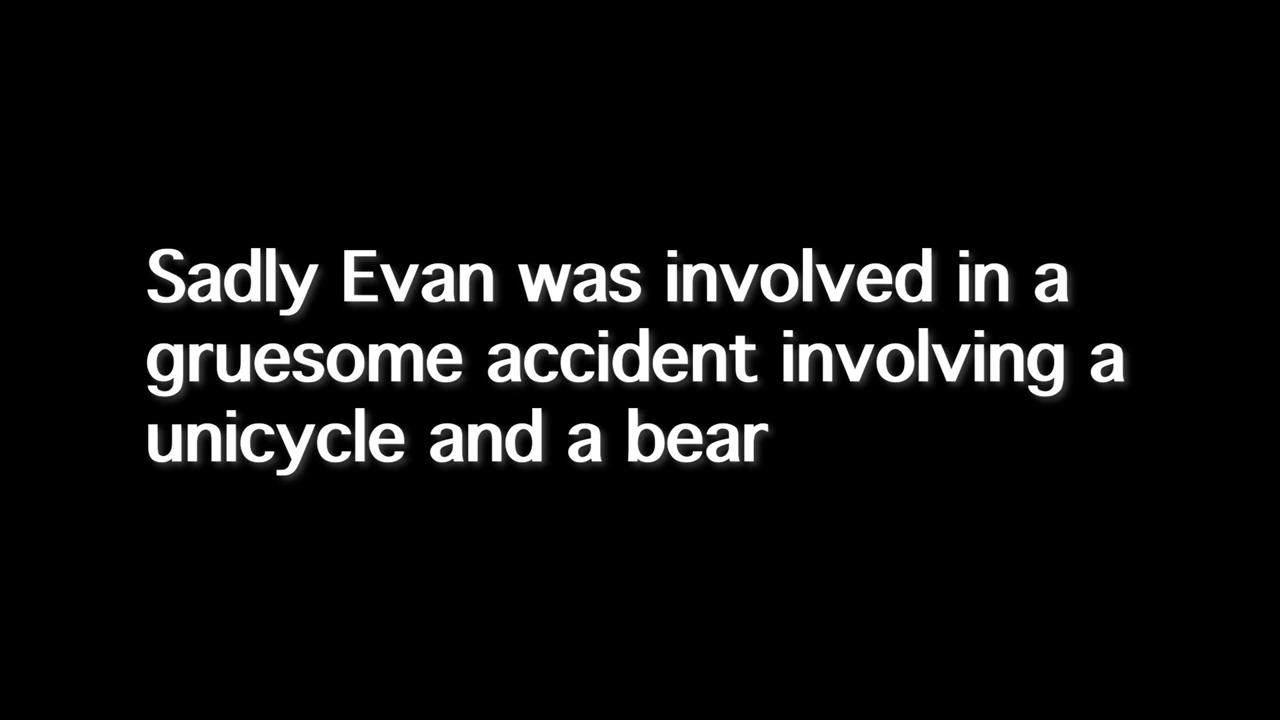 Sadly Evan was involved in a
gruesome accident involving a
unicycle and a bear